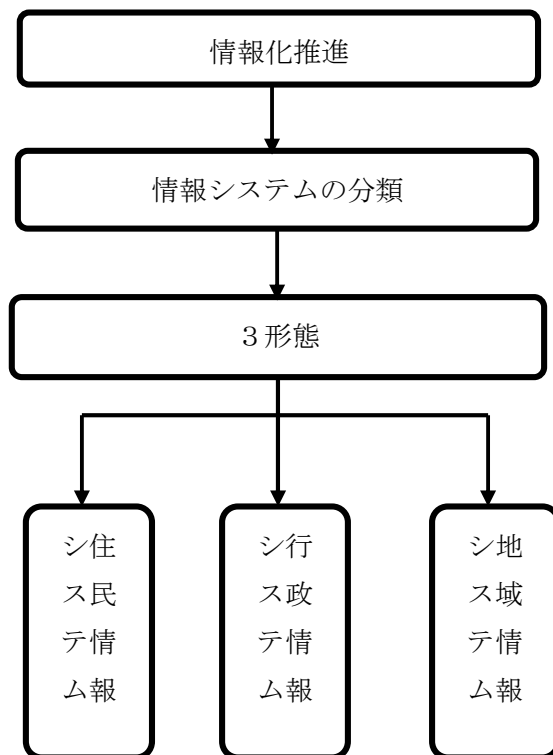 情報化推進
情報システムの分類
３形態
住民情報
システム
行政情報
システム
地域情報
システム